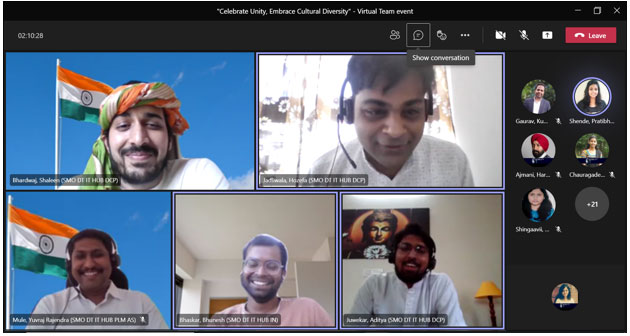 "Celebrate Unity, Embrace Cultural Diversity" - Virtual Team event
02:10:28
Leave
Show conversation
Bhardwaj, Shaleen (SMO DT IT HUB DCP)
Jadliwala, Hozefa (SMO DT IT HUB DCP)
Gaurav, Ku...
Shende, Pratibh...
Ajmani, Har...
Chauragade...
Shingaavii, ...
+21
Mule, Yuvraj Rajendra (SMO DT IT HUB PLM AS)
Bhaskar, Bhavesh (SMO DT IT HUB IN)
Juwekar, Aditya (SMO DT IT HUB DCP)